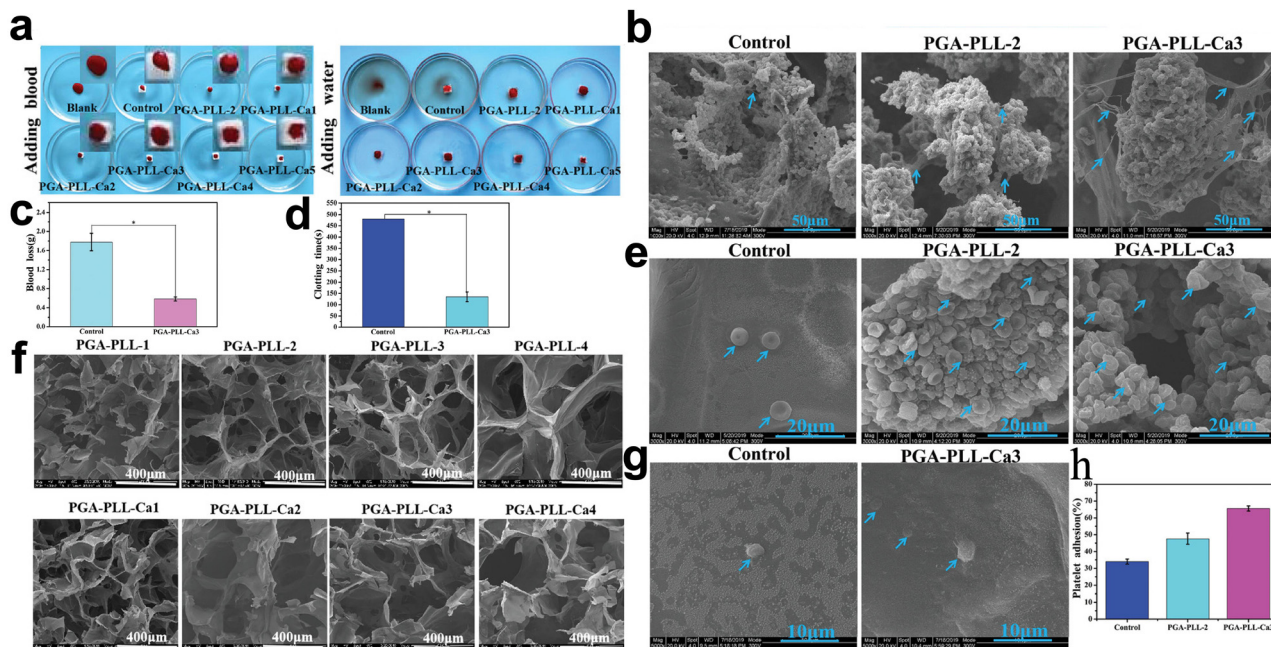 a
Adding blood
Blank
Control
PGA-PLL-2
PGA-PLL-Ca1
PGA-PLL-Ca2
PGA-PLL-Ca3
PGA-PLL-Ca4
PGA-PLL-Ca5
Adding water
Blank
Control
PGA-PLL-2
PGA-PLL-Ca1
PGA-PLL-Ca2
PGA-PLL-Ca3
PGA-PLL-Ca4
PGA-PLL-Ca5
b
Control
PGA-PLL-2
PGA-PLL-Ca3
50μm
50μm
50μm
c
Blood loss(g)
2.4
1.8
1.2
0.6
0.0
*
Control
PGA-PLL-Ca3
d
Clotting time(s)
550
500
450
400
350
300
250
200
150
100
50
0
*
Control
PGA-PLL-Ca3
e
Control
PGA-PLL-2
PGA-PLL-Ca3
20μm
20μm
20μm
f
PGA-PLL-1
PGA-PLL-2
PGA-PLL-3
PGA-PLL-4
400μm
400μm
400μm
400μm
PGA-PLL-Ca1
PGA-PLL-Ca2
PGA-PLL-Ca3
PGA-PLL-Ca4
400μm
400μm
400μm
400μm
g
Control
PGA-PLL-Ca3
10μm
10μm
h
Platelet adhesion(%)
80
70
60
50
40
30
20
10
0
Control
PGA-PLL-2
PGA-PLL-Ca3